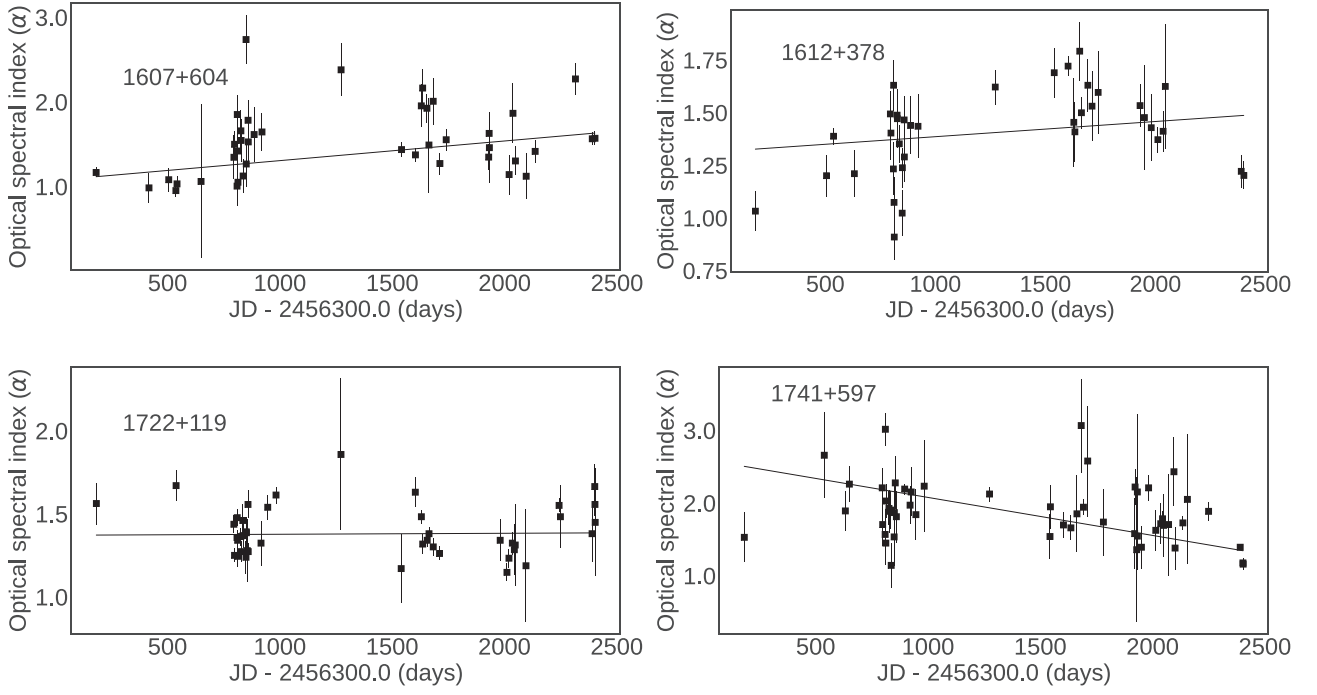 Optical spectral index (α)
3.0
2.0
1.0
1607+604
500 1000 1500 2000 2500
JD - 2456300.0 (days)
Optical spectral index (α)
1.75
1.50
1.25
1.00
0.75
1612+378
500 1000 1500 2000 2500
JD - 2456300.0 (days)
Optical spectral index (α)
2.0
1.5
1.0
1722+119
500 1000 1500 2000 2500
JD - 2456300.0 (days)
Optical spectral index (α)
3.0
2.0
1.0
1741+597
500 1000 1500 2000 2500
JD - 2456300.0 (days)